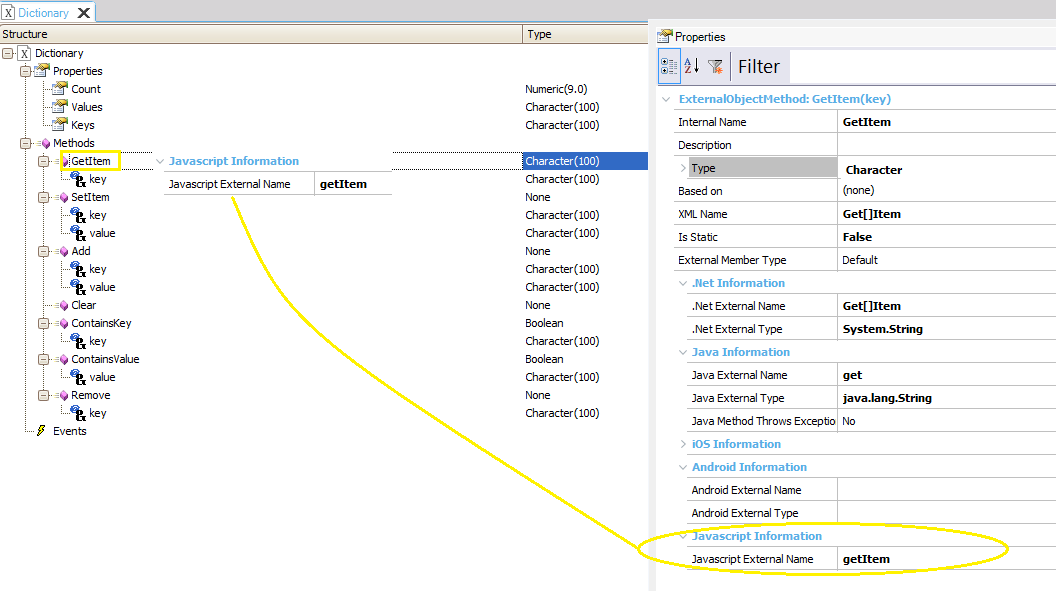 Dictionary
Structure Type
Dictionary
Properties
Count Numeric(9.0)
Values Character(100)
Keys Character(100)
Methods
GetItem Character(100)
key Character(100)
SetItem None
key Character(100)
value Character(100)
Add None
key Character(100)
value Character(100)
Clear None
ContainsKey Boolean
key Character(100)
ContainsValue Boolean
value Character(100)
Remove None
key Character(100)
Events
Javascript Information
Javascript External Name getItem
Properties
Filter
ExternalObjectMethod: GetItem(key)
Internal Name GetItem
Description
Type Character
Based on (none)
XML Name Get[]Item
Is Static False
External Member Type Default
.Net Information
.Net External Name Get[]Item
.Net External Type System.String
Java Information
Java External Name get
Java External Type java.lang.String
Java Method Throws Exceptio No
iOS Information
Android Information
Android External Name
Android External Type
Javascript Information
Javascript External Name getItem